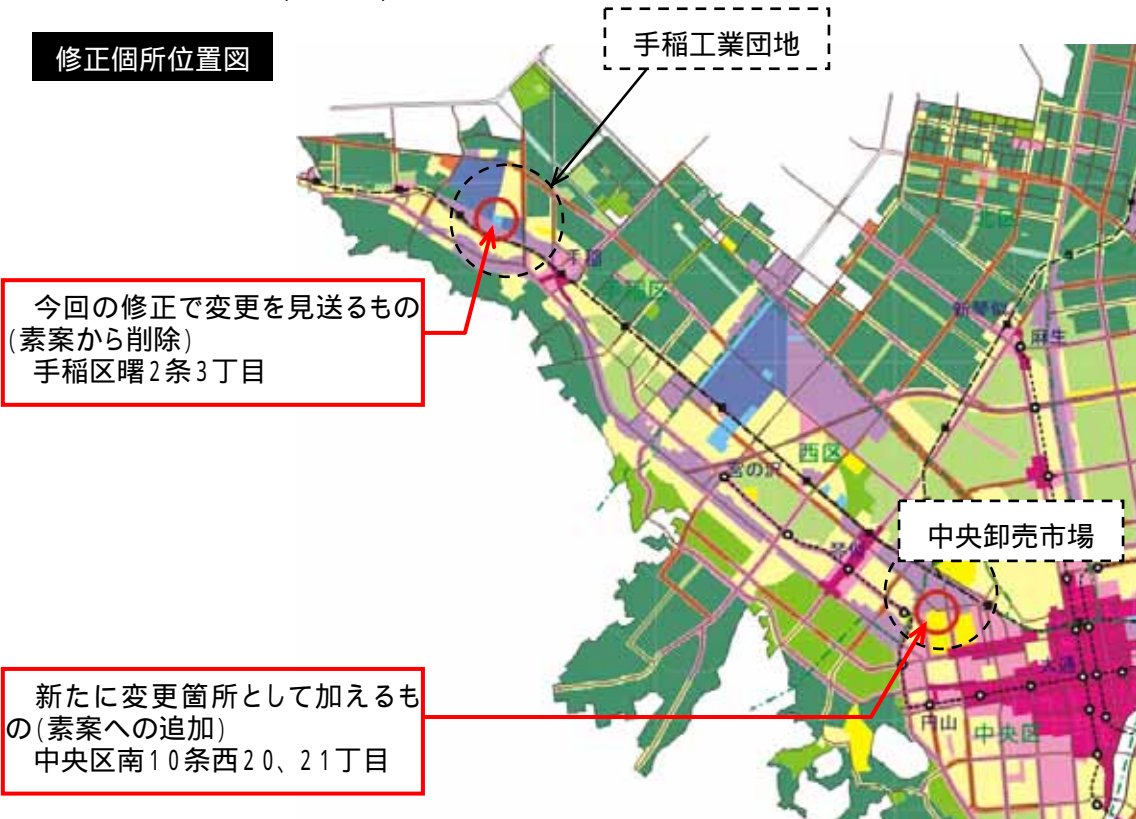 修正個所位置図
手稲工業団地
今回の修正で変更を見送るもの
(素案から削除)
手稲区曙2条3丁目
手稲
手稲区
北区
新琴似
麻生
西区
宮の沢
琴似
中央卸売市場
新たに変更箇所として加えるも
の(素案への追加)
中央区南10条西20、21丁目
大通
円山
中央区